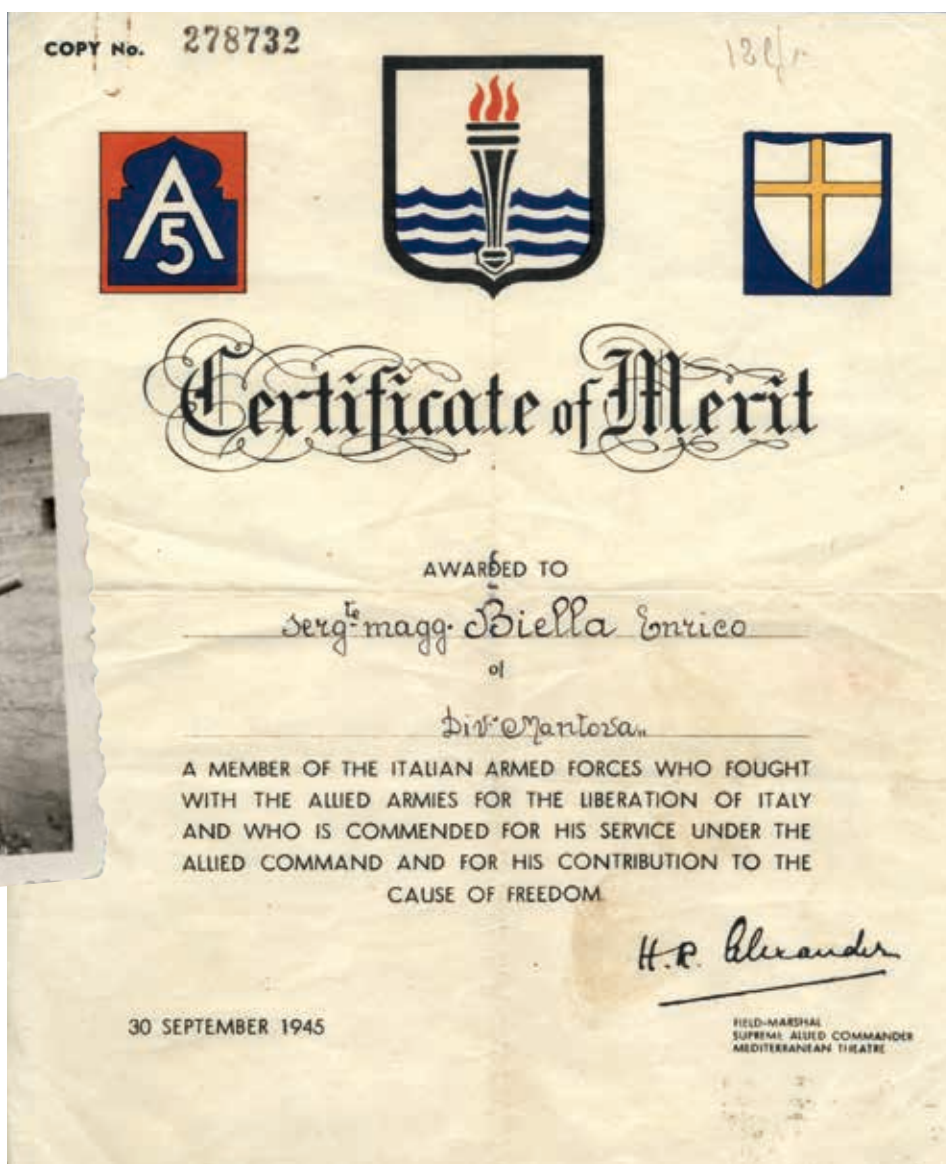 COPY No. 278732
A
5
Certificate of Merit
AWARDED TO
Serg.te magg. Biella Enrico
of
Div. Mantova"
A MEMBER OF THE ITALIAN ARMED FORCES WHO FOUGHT
WITH THE ALLIED ARMIES FOR THE LIBERATION OF ITALY
AND WHO IS COMMENDED FOR HIS SERVICE UNDER THE
ALLIED COMMAND AND FOR HIS CONTRIBUTION TO THE
CAUSE OF FREEDOM.
H.R. Alexander
30 SEPTEMBER 1945
FIELD-MARSHAL
SUPREME ALLIED COMMANDER
MEDITERRANEAN THEATRE